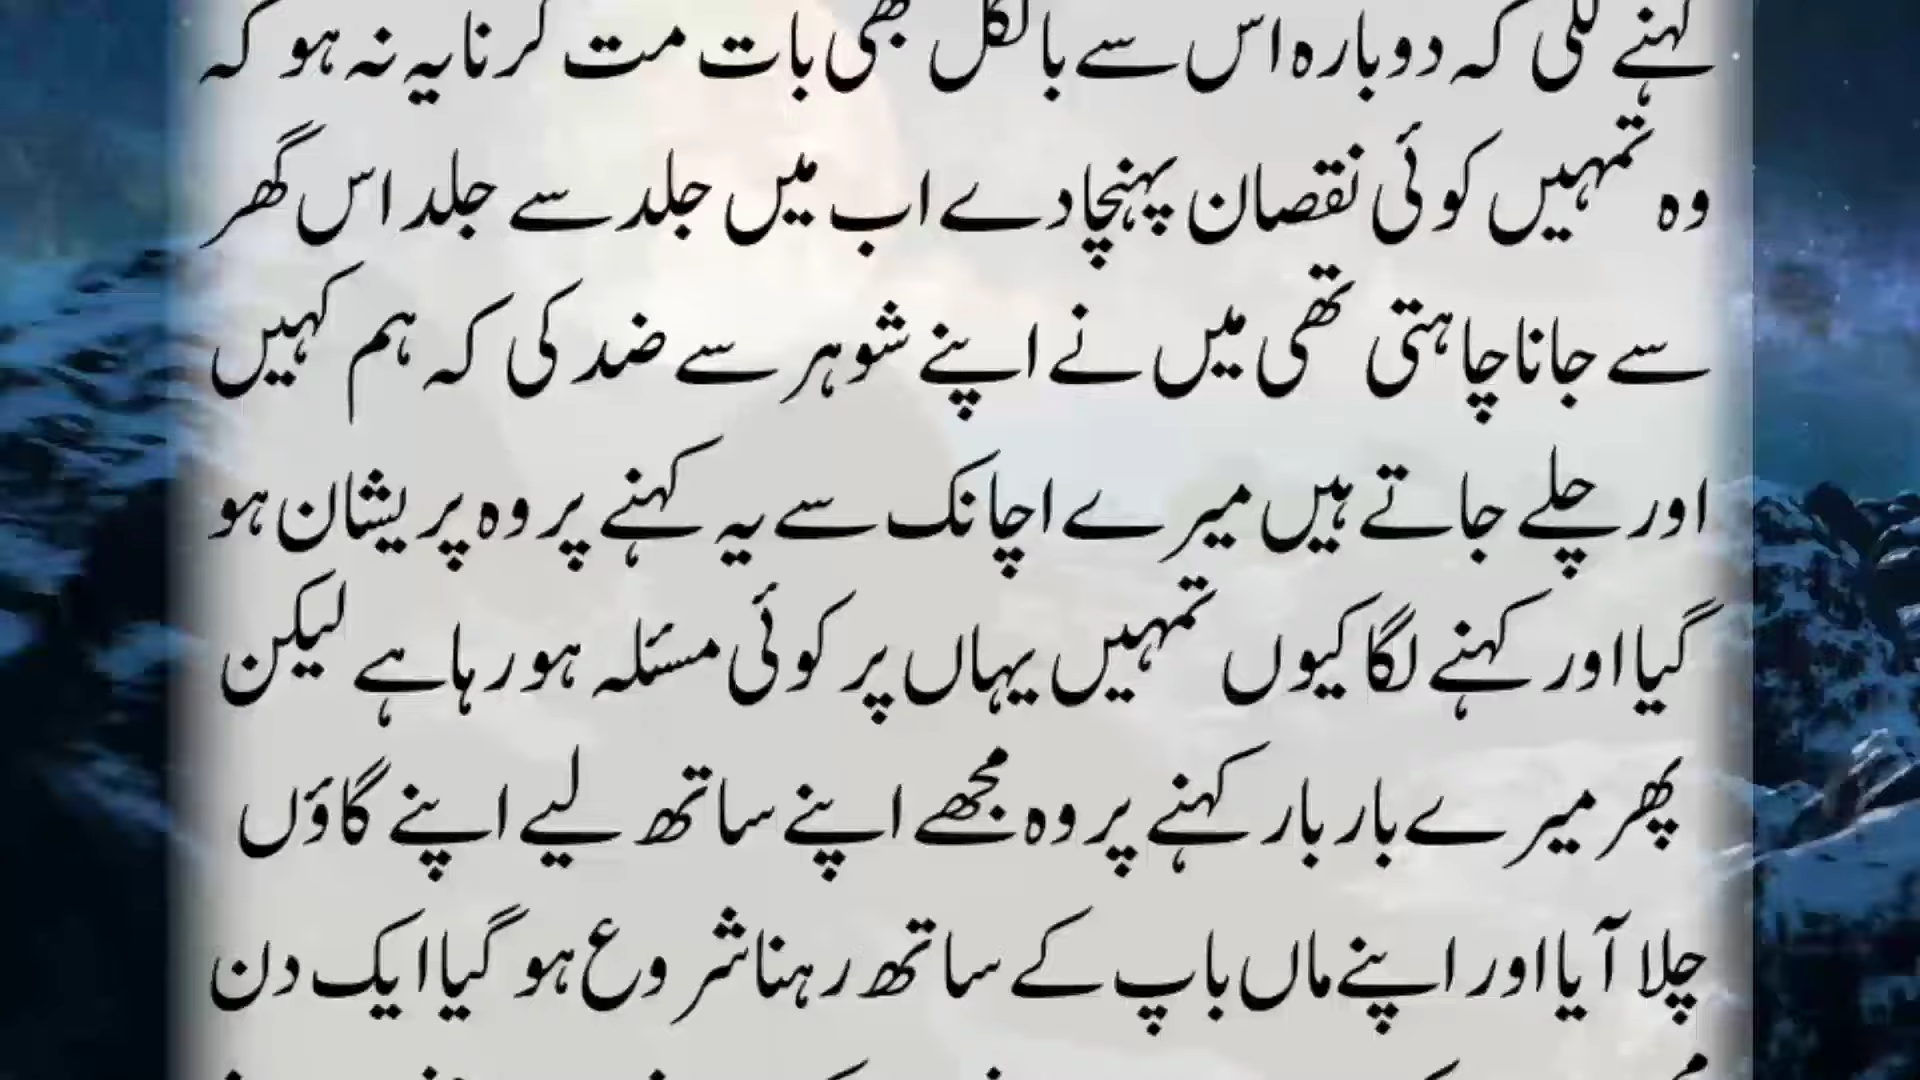 کہنے لگی کہ دوبارہ اس سے بالکل بھی بات مت کرنا یہ نہ ہو کہ
وہ تمہیں کوئی نقصان پہنچا دے اب میں جلد سے جلد اس گھر
سے جانا چاہتی تھی میں نے اپنے شوہر سے ضد کی کہ ہم کہیں
اور چلے جاتے ہیں میرے اچانک سے یہ کہنے پر وہ پریشان ہو
گیا اور کہنے لگا کیوں تمہیں یہاں پر کوئی مسئلہ ہو رہا ہے لیکن
پھر میرے بار بار کہنے پر وہ مجھے اپنے ساتھ لیے اپنے گاؤں
چلا آیا اور اپنے ماں باپ کے ساتھ رہنا شروع ہو گیا ایک دن